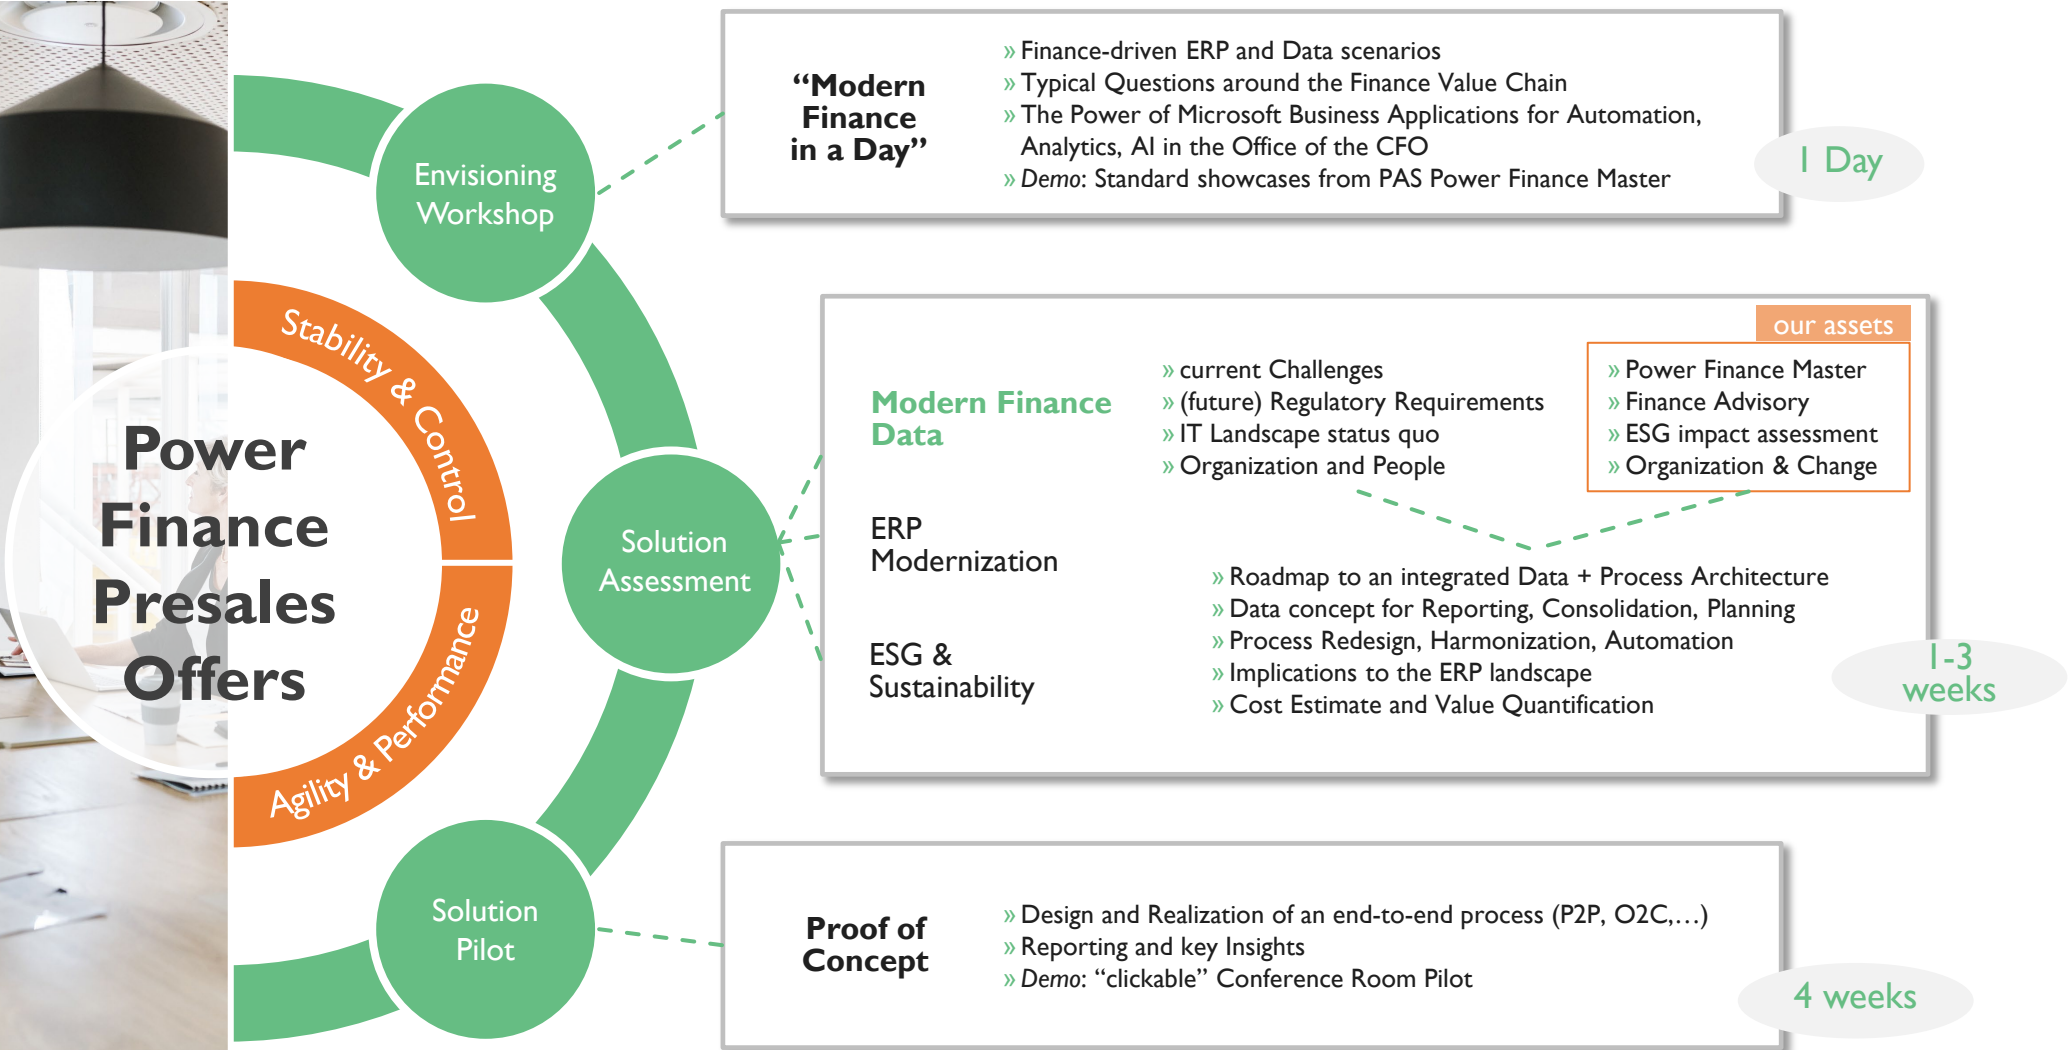 Power
Finance
Presales
Offers
Stability & Control
Agility & Performance
Envisioning
Workshop
“Modern
Finance
in a Day”
» Finance-driven ERP and Data scenarios
» Typical Questions around the Finance Value Chain
» The Power of Microsoft Business Applications for Automation,
Analytics, AI in the Office of the CFO
» Demo: Standard showcases from PAS Power Finance Master
1 Day
Solution
Assessment
Modern Finance
Data
» current Challenges
» (future) Regulatory Requirements
» IT Landscape status quo
» Organization and People
our assets
» Power Finance Master
» Finance Advisory
» ESG impact assessment
» Organization & Change
ERP
Modernization
ESG &
Sustainability
» Roadmap to an integrated Data + Process Architecture
» Data concept for Reporting, Consolidation, Planning
» Process Redesign, Harmonization, Automation
» Implications to the ERP landscape
» Cost Estimate and Value Quantification
1-3
weeks
Solution
Pilot
Proof of
Concept
» Design and Realization of an end-to-end process (P2P, O2C,…)
» Reporting and key Insights
» Demo: “clickable” Conference Room Pilot
4 weeks